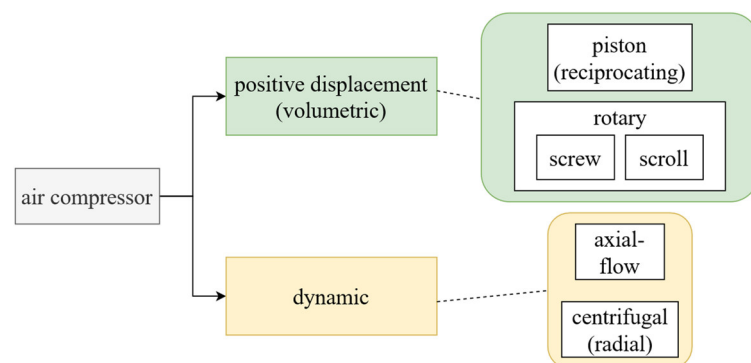 air compressor
positive displacement
(volumetric)
piston
(reciprocating)
rotary
screw
scroll
dynamic
axial-
flow
centrifugal
(radial)